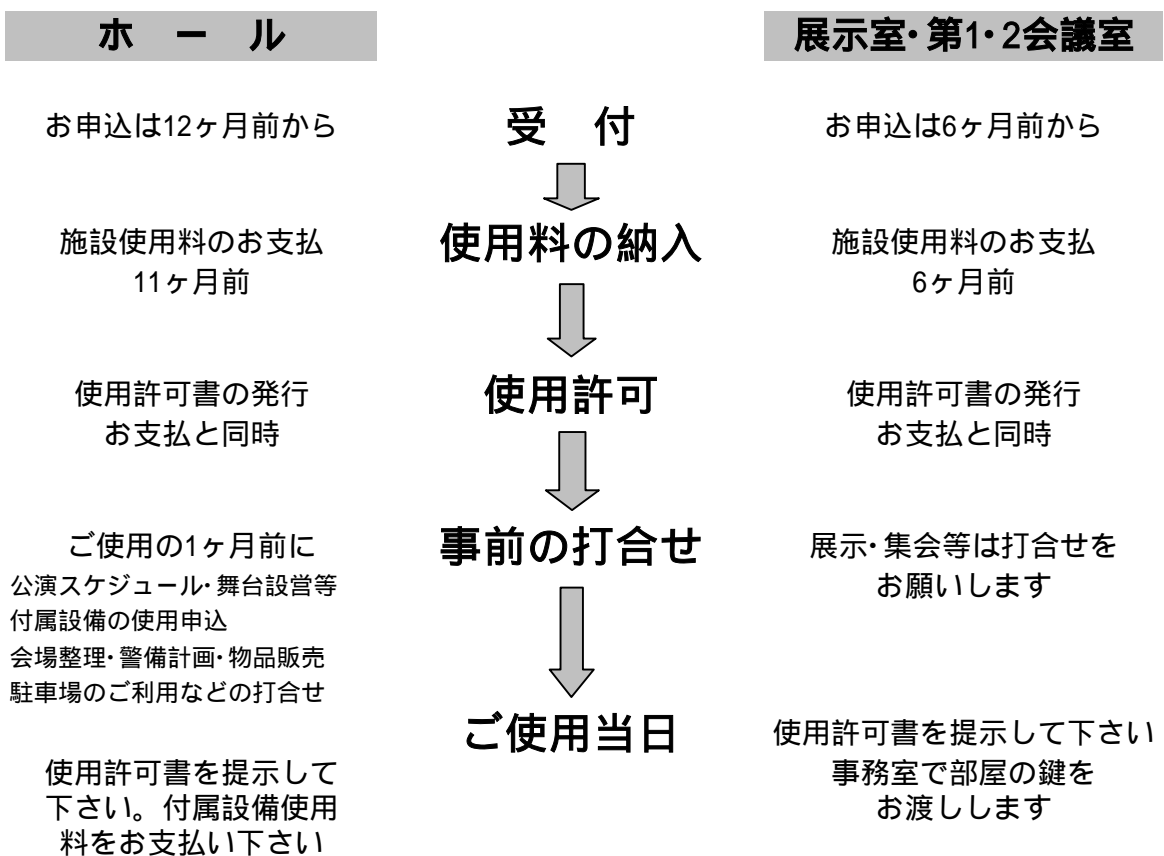 ホール
展示室・第1・2会議室
お申込は12ヶ月前から
受付
お申込は6ヶ月前から
施設使用料のお支払
11ヶ月前
使用料の納入
施設使用料のお支払
6ヶ月前
使用許可書の発行
お支払と同時
使用許可
使用許可書の発行
お支払と同時
ご使用の1ヶ月前に
公演スケジュール・舞台設営等
付属設備の使用申込
会場整理・警備計画・物品販売
駐車場のご利用などの打合せ
事前の打合せ
展示・集会等は打合せを
お願いします
使用許可書を提示して
下さい。付属設備使用
料をお支払い下さい
ご使用当日
使用許可書を提示して下さい
事務室で部屋の鍵を
お渡しします